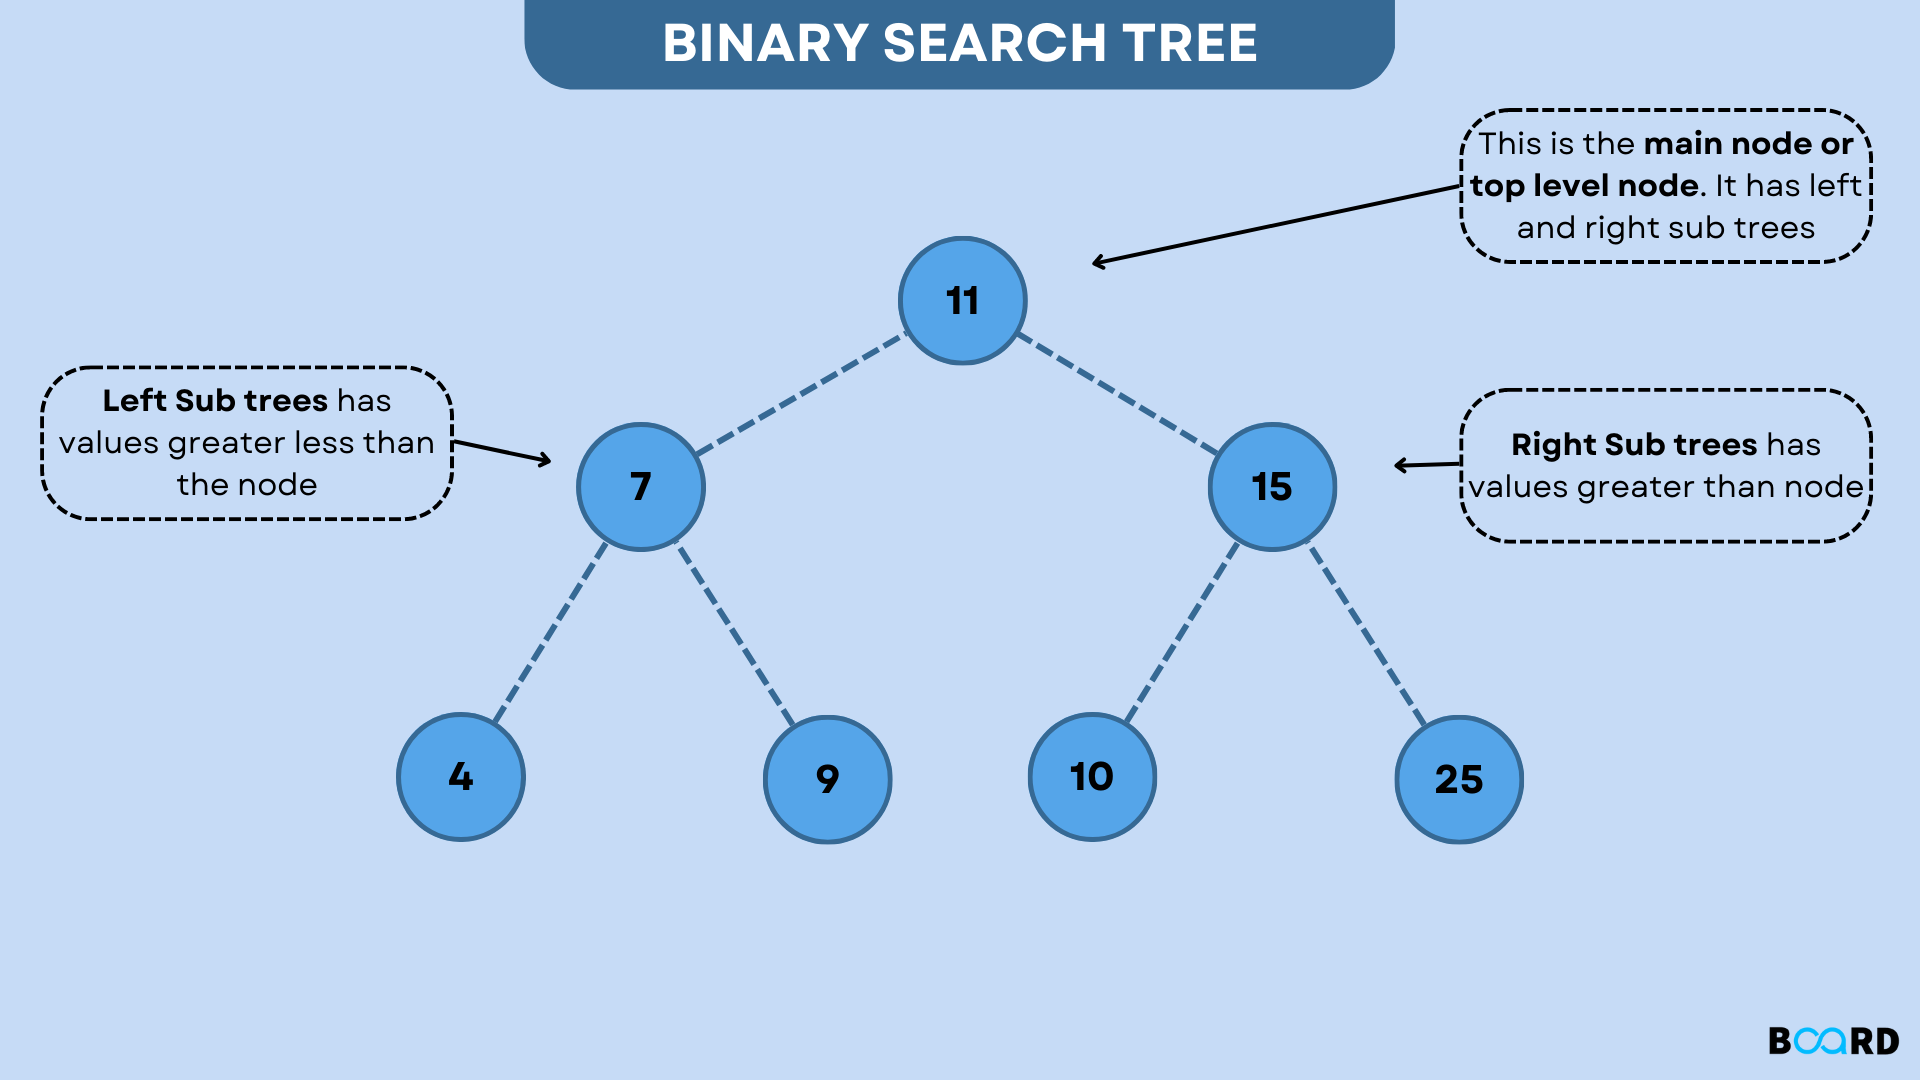 BINARY SEARCH TREE
This is the main node or
top level node. It has left
and right sub trees
11
Left Sub trees has
values greater less than
the node
7
15
Right Sub trees has
values greater than node
4
9
10
25
BOARD